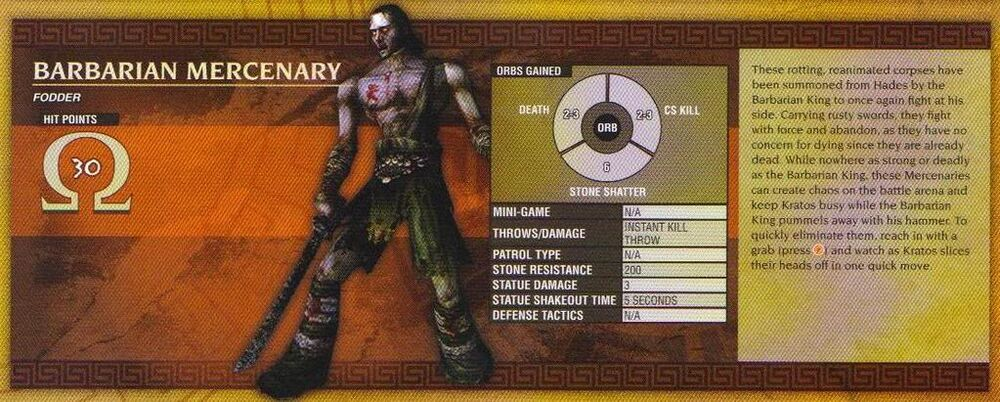 BARBARIAN MERCENARY
FODDER
HIT POINTS
30
ORBS GAINED
DEATH
2-3
2-3
CS KILL
ORB
6
STONE SHATTER
MINI-GAME N/A
THROWS/DAMAGE INSTANT KILL THROW
PATROL TYPE N/A
STONE RESISTANCE 200
STATUE DAMAGE 3
STATUE SHAKEOUT TIME 5 SECONDS
DEFENSE TACTICS N/A
These rotting, reanimated corpses have
been summoned from Hades by the
Barbarian King to once again fight at his
side. Carrying rusty swords, they fight
with force and abandon, as they have no
concern for dying since they are already
dead. While nowhere as strong or deadly
as the Barbarian King, these Mercenaries
can create chaos on the battle arena and
keep Kratos busy while the Barbarian
King pummels away with his hammer. To
quickly eliminate them, reach in with a
grab (press ) and watch as Kratos slices
their heads off in one quick move.